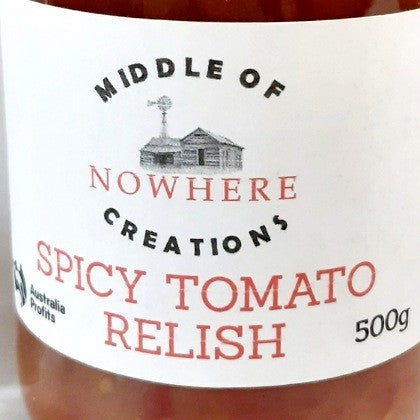 MIDDLE OF
NOWHERE
CREATIONS
SPICY TOMATO
RELISH
Australia
Profits
500g